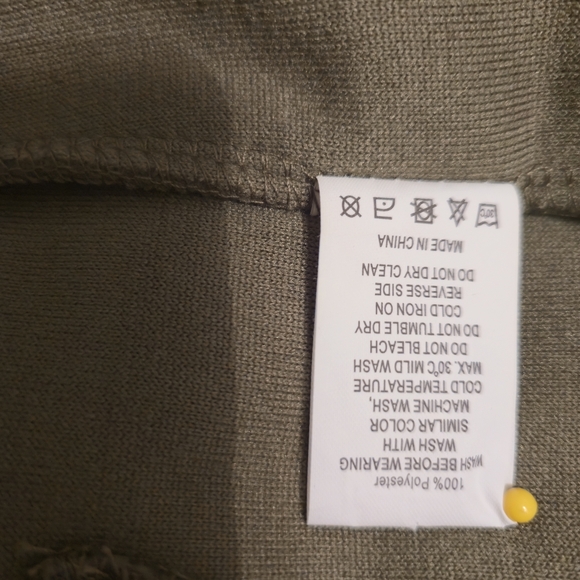 100% Polyester
WASH BEFORE WEARING
WASH WITH
SIMILAR COLOR
MACHINE WASH,
COLD TEMPERATURE
MAX. 30℃ MILD WASH
DO NOT BLEACH
DO NOT TUMBLE DRY
COLD IRON ON
REVERSE SIDE
DO NOT DRY CLEAN
MADE IN CHINA
30℃